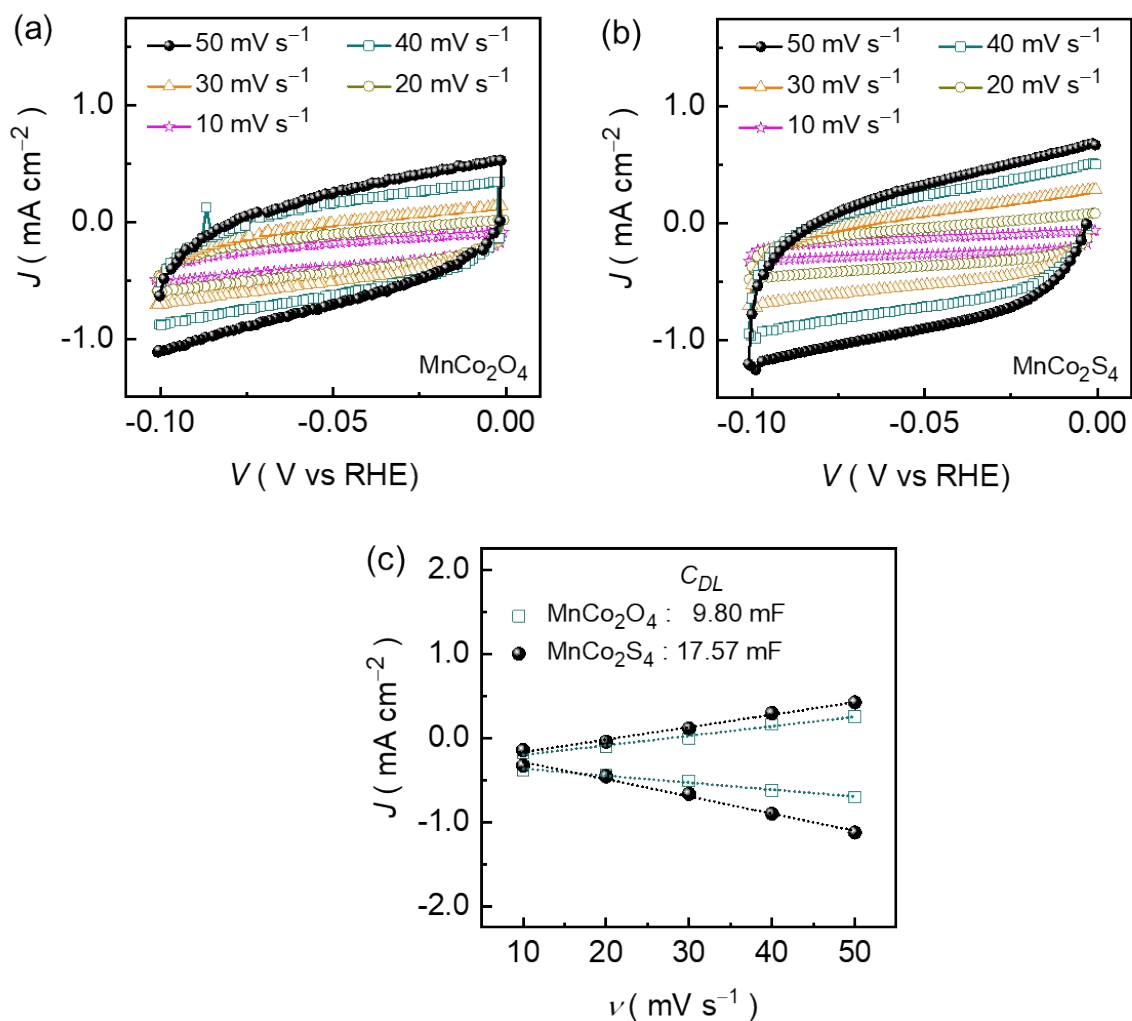 (a)
50 mV s⁻¹ 40 mV s⁻¹
30 mV s⁻¹ 20 mV s⁻¹
10 mV s⁻¹
1.0
0.0
-1.0
J ( mA cm⁻²)
MnCo₂O₄
-0.10 -0.05 0.00
V ( V vs RHE)
(b)
50 mV s⁻¹ 40 mV s⁻¹
30 mV s⁻¹ 20 mV s⁻¹
10 mV s⁻¹
1.0
0.0
-1.0
J ( mA cm⁻²)
MnCo₂S₄
-0.10 -0.05 0.00
V ( V vs RHE)
(c)
C_DL
MnCo₂O₄ : 9.80 mF
MnCo₂S₄ : 17.57 mF
2.0
1.0
0.0
-1.0
-2.0
J ( mA cm⁻²)
10 20 30 40 50
ν ( mV s⁻¹)